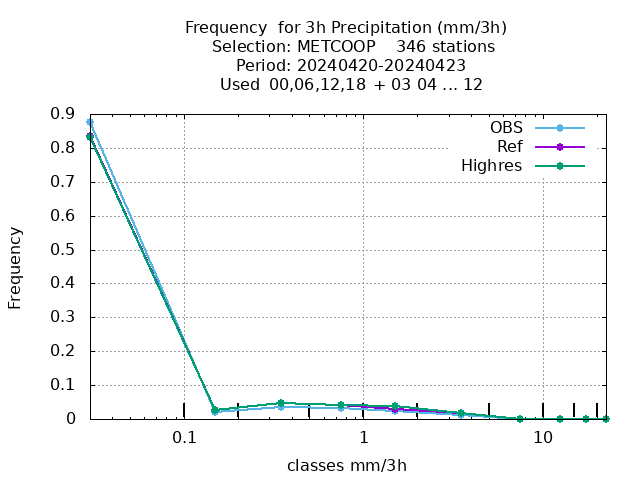 Frequency  for 3h Precipitation (mm/3h)
Selection: METCOOP    346 stations
Period: 20240420-20240423
Used 00,06,12,18 + 03 04 ... 12
OBS
Ref
Highres
Frequency
0.9
0.8
0.7
0.6
0.5
0.4
0.3
0.2
0.1
0
0.1
1
10
classes mm/3h